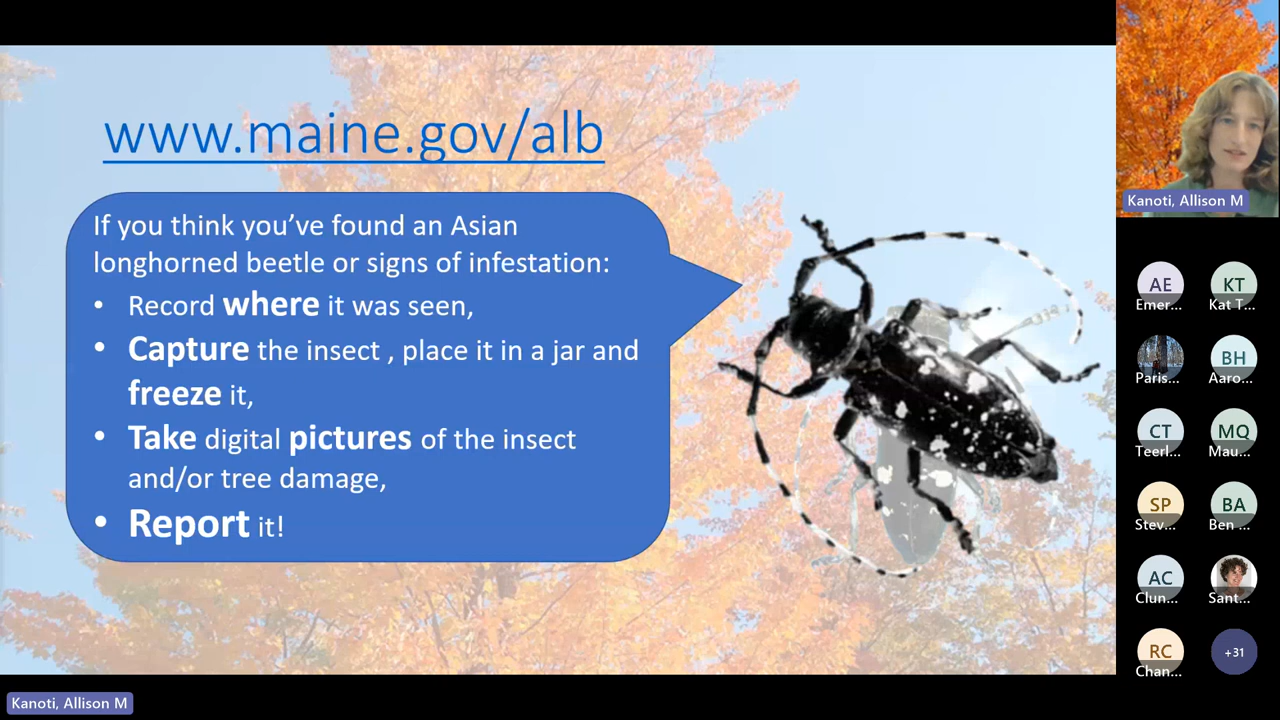 www.maine.gov/alb
If you think you’ve found an Asian
longhorned beetle or signs of infestation:
• Record where it was seen,
• Capture the insect , place it in a jar and
freeze it,
• Take digital pictures of the insect
and/or tree damage,
• Report it!
Kanoti, Allison M
AE
Emer...
KT
Kat T...
Paris...
BH
Aaro...
CT
Teerl...
MQ
Mau...
SP
Stev...
BA
Ben ...
AC
Clun...
Sant...
RC
Chan...
+31
Kanoti, Allison M